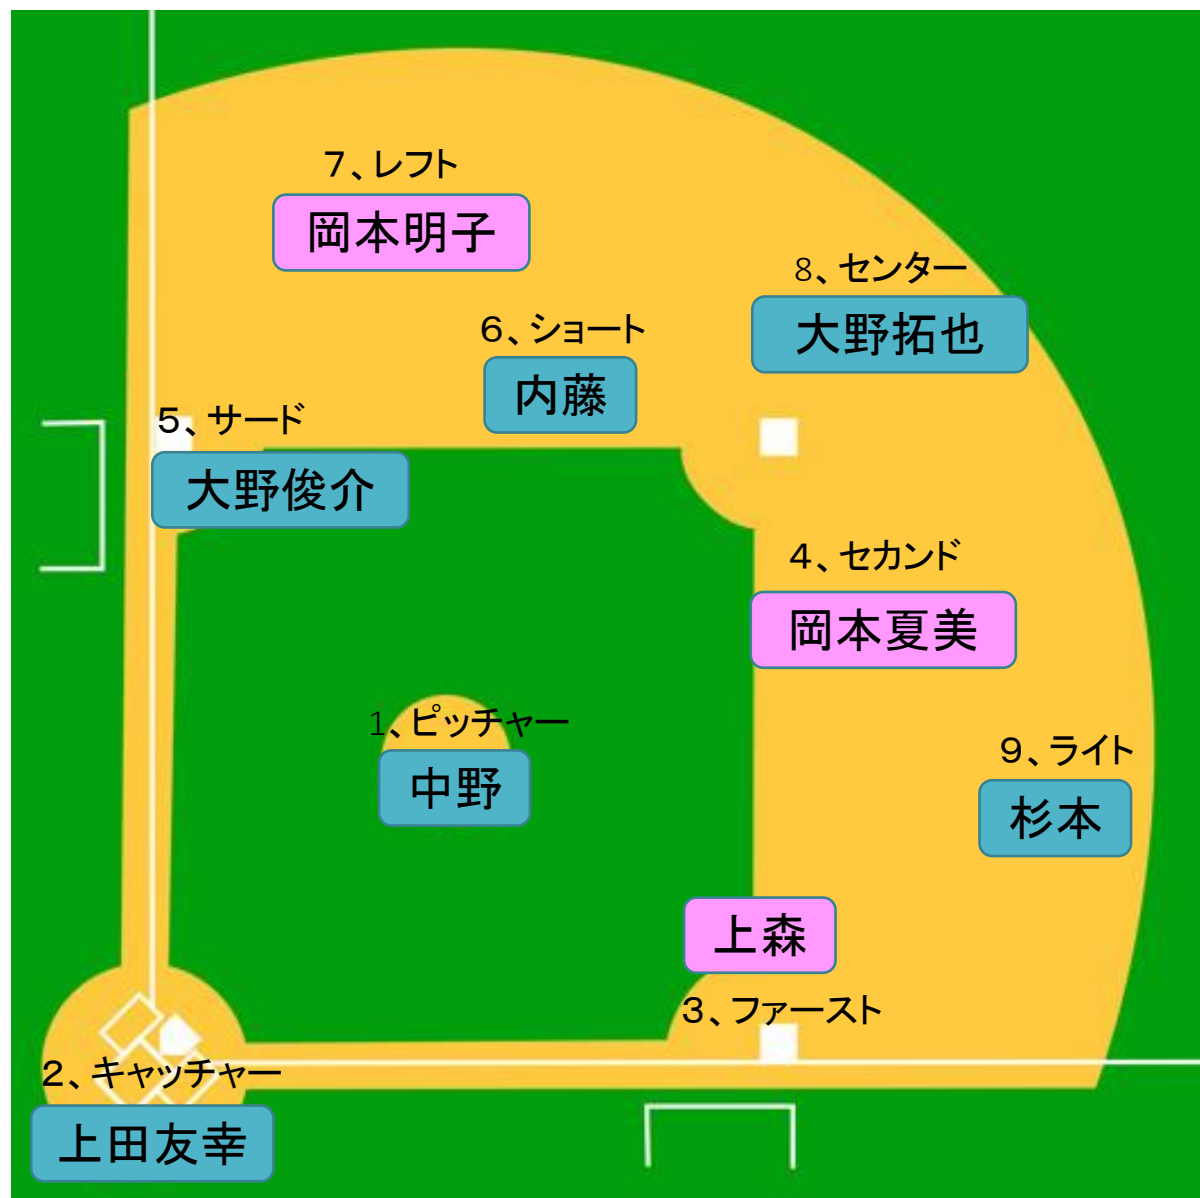 7、レフト
岡本明子
8、センター
大野拓也
6、ショート
内藤
5、サード
大野俊介
4、セカンド
岡本夏美
1、ピッチャー
中野
9、ライト
杉本
上森
3、ファースト
2、キャッチャー
上田友幸